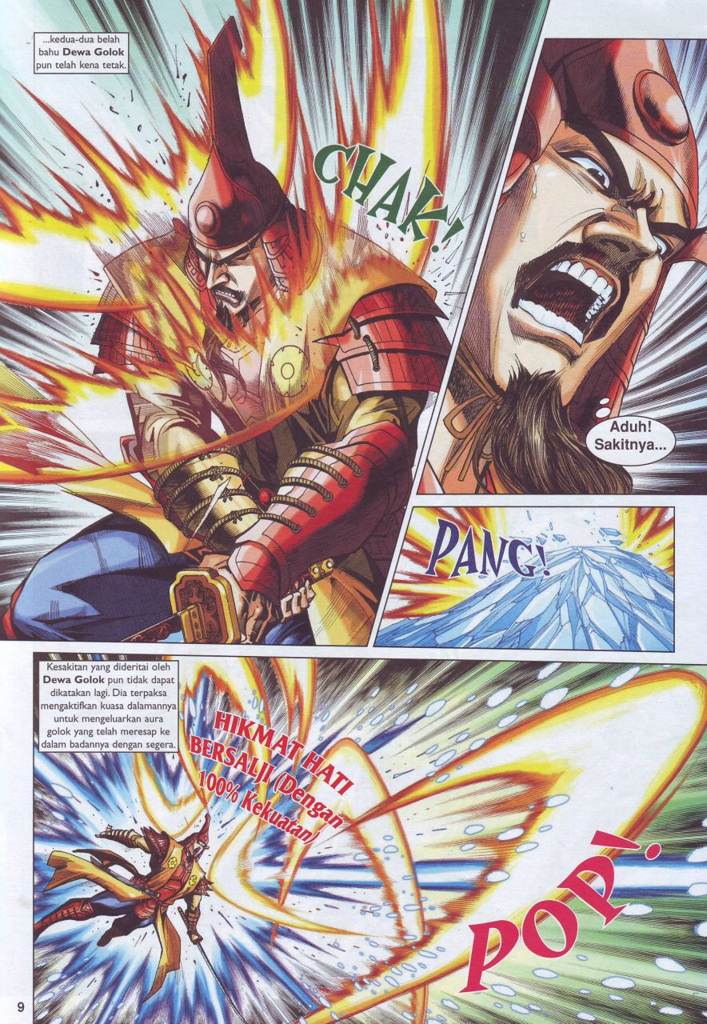 ...kedua-dua belah
bahu Dewa Golok
pun telah kena tetak.
CHAK!
Aduh!
Sakitnya...
PANG!
Kesakitan yang dideritai oleh
Dewa Golok pun tidak dapat
dikatakan lagi. Dia terpaksa
mengaktifkan kuasa dalamannya
untuk mengeluarkan aura
golok yang telah meresap ke
dalam badannya dengan segera.
HIKMAT HATI
BERSALJI (Dengan
100% Kekuatan)
POP!
9